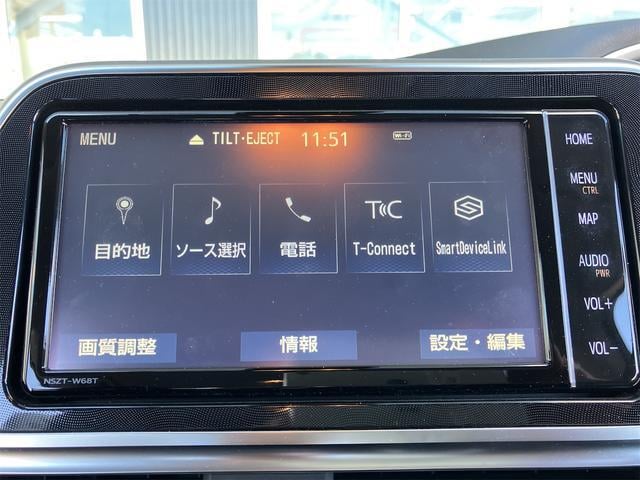 MENU TILT·EJECT 11:51 Wi-Fi
目的地 ソース選択 電話 T-Connect SmartDeviceLink
TC
画質調整 情報 設定・編集
NSZT-W68T
HOME
MENU
CTRL
MAP
AUDIO
PWR
VOL+
VOL-